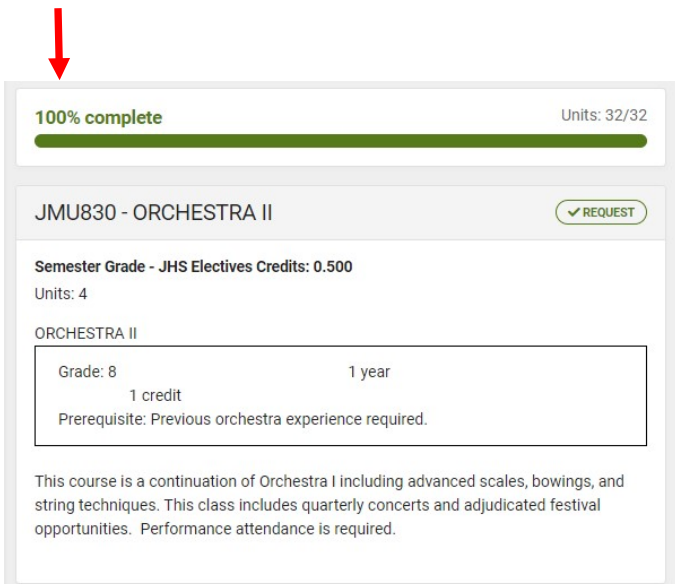 100% complete
Units: 32/32
JMU830 - ORCHESTRA II
REQUEST
Semester Grade - JHS Electives Credits: 0.500
Units: 4
ORCHESTRA II
Grade: 8 1 year
1 credit
Prerequisite: Previous orchestra experience required.
This course is a continuation of Orchestra I including advanced scales, bowings, and
string techniques. This class includes quarterly concerts and adjudicated festival
opportunities.  Performance attendance is required.